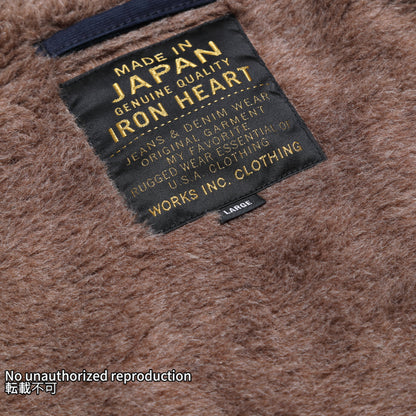 MADE IN
JAPAN
GENUINE QUALITY
IRON HEART
JEANS & DENIM WEAR
ORIGINAL GARMENT
MY FAVORITE
RUGGED WEAR ESSENTIAL OF
U.S.A. CLOTHING
WORKS INC. CLOTHING
LARGE
No unauthorized reproduction
転載不可